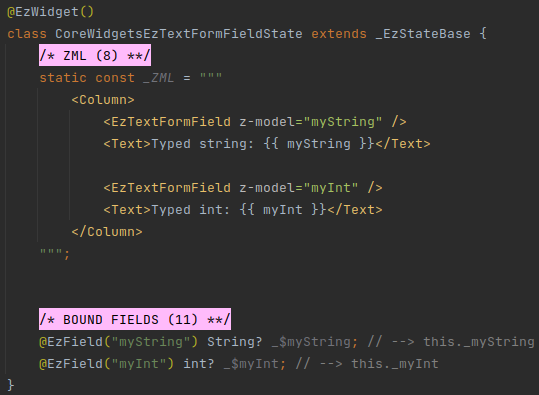 @EzWidget()
class CoreWidgetsEzTextFormFieldState extends _EzStateBase {
/* ZML (8) **/
static const _ZML = """
<Column>
<EzTextFormField z-model="myString" />
<Text>Typed string: {{ myString }}</Text>
<EzTextFormField z-model="myInt" />
<Text>Typed int: {{ myInt }}</Text>
</Column>
""";
/* BOUND FIELDS (11) **/
@EzField("myString") String? _$myString; // --> this._myString
@EzField("myInt") int? _$myInt; // --> this._myInt
}